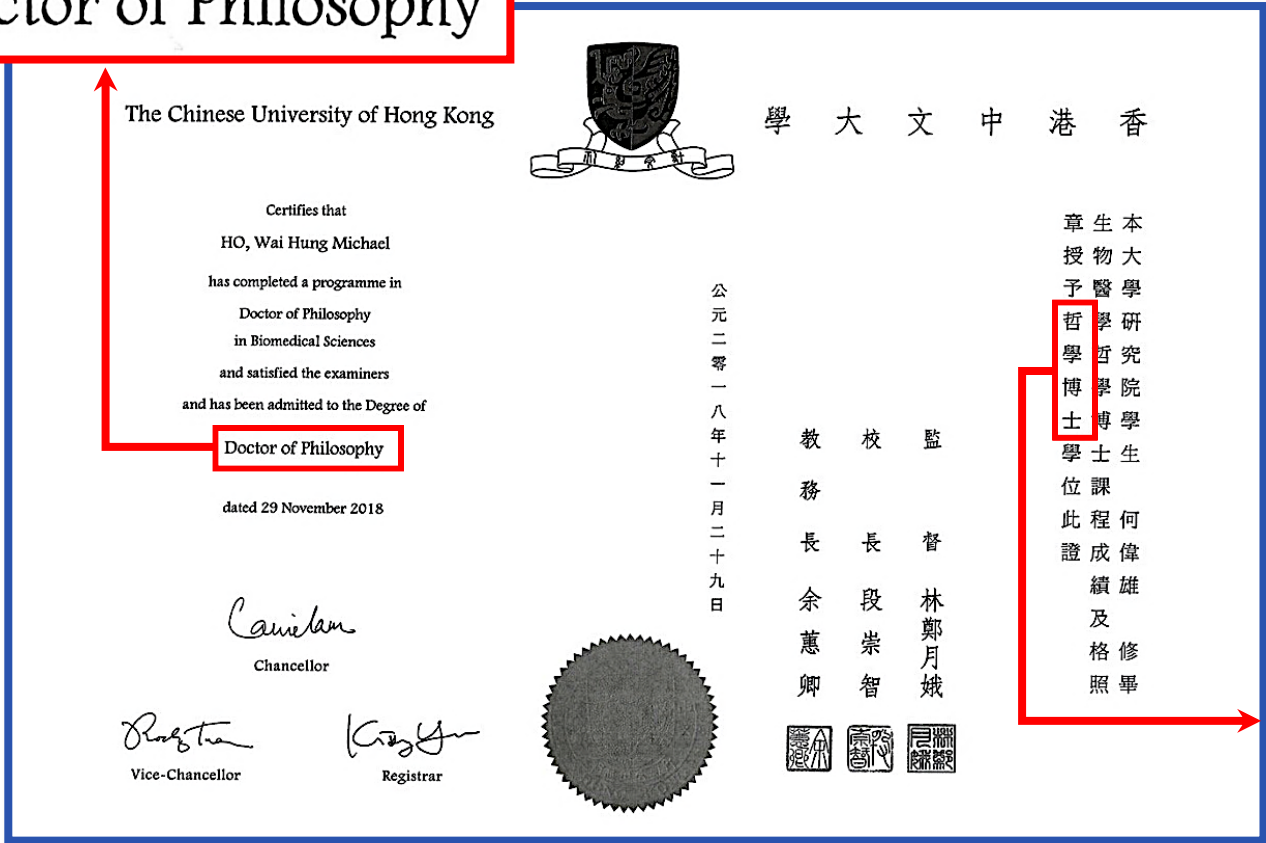 ctor of Philosophy
The Chinese University of Hong Kong
Certifies that
HO, Wai Hung Michael
has completed a programme in
Doctor of Philosophy
in Biomedical Sciences
and satisfied the examiners
and has been admitted to the Degree of
Doctor of Philosophy
dated 29 November 2018
Chancellor
Vice-Chancellor
Registrar
香港中文大學
本大學研究院學生 何偉雄 修畢
生物醫學哲學博士課程成績及格照
章授予哲學博士學位此證
監督 林鄭月娥
校長 段崇智
教務長 余蕙卿
公元二零一八年十一月二十九日